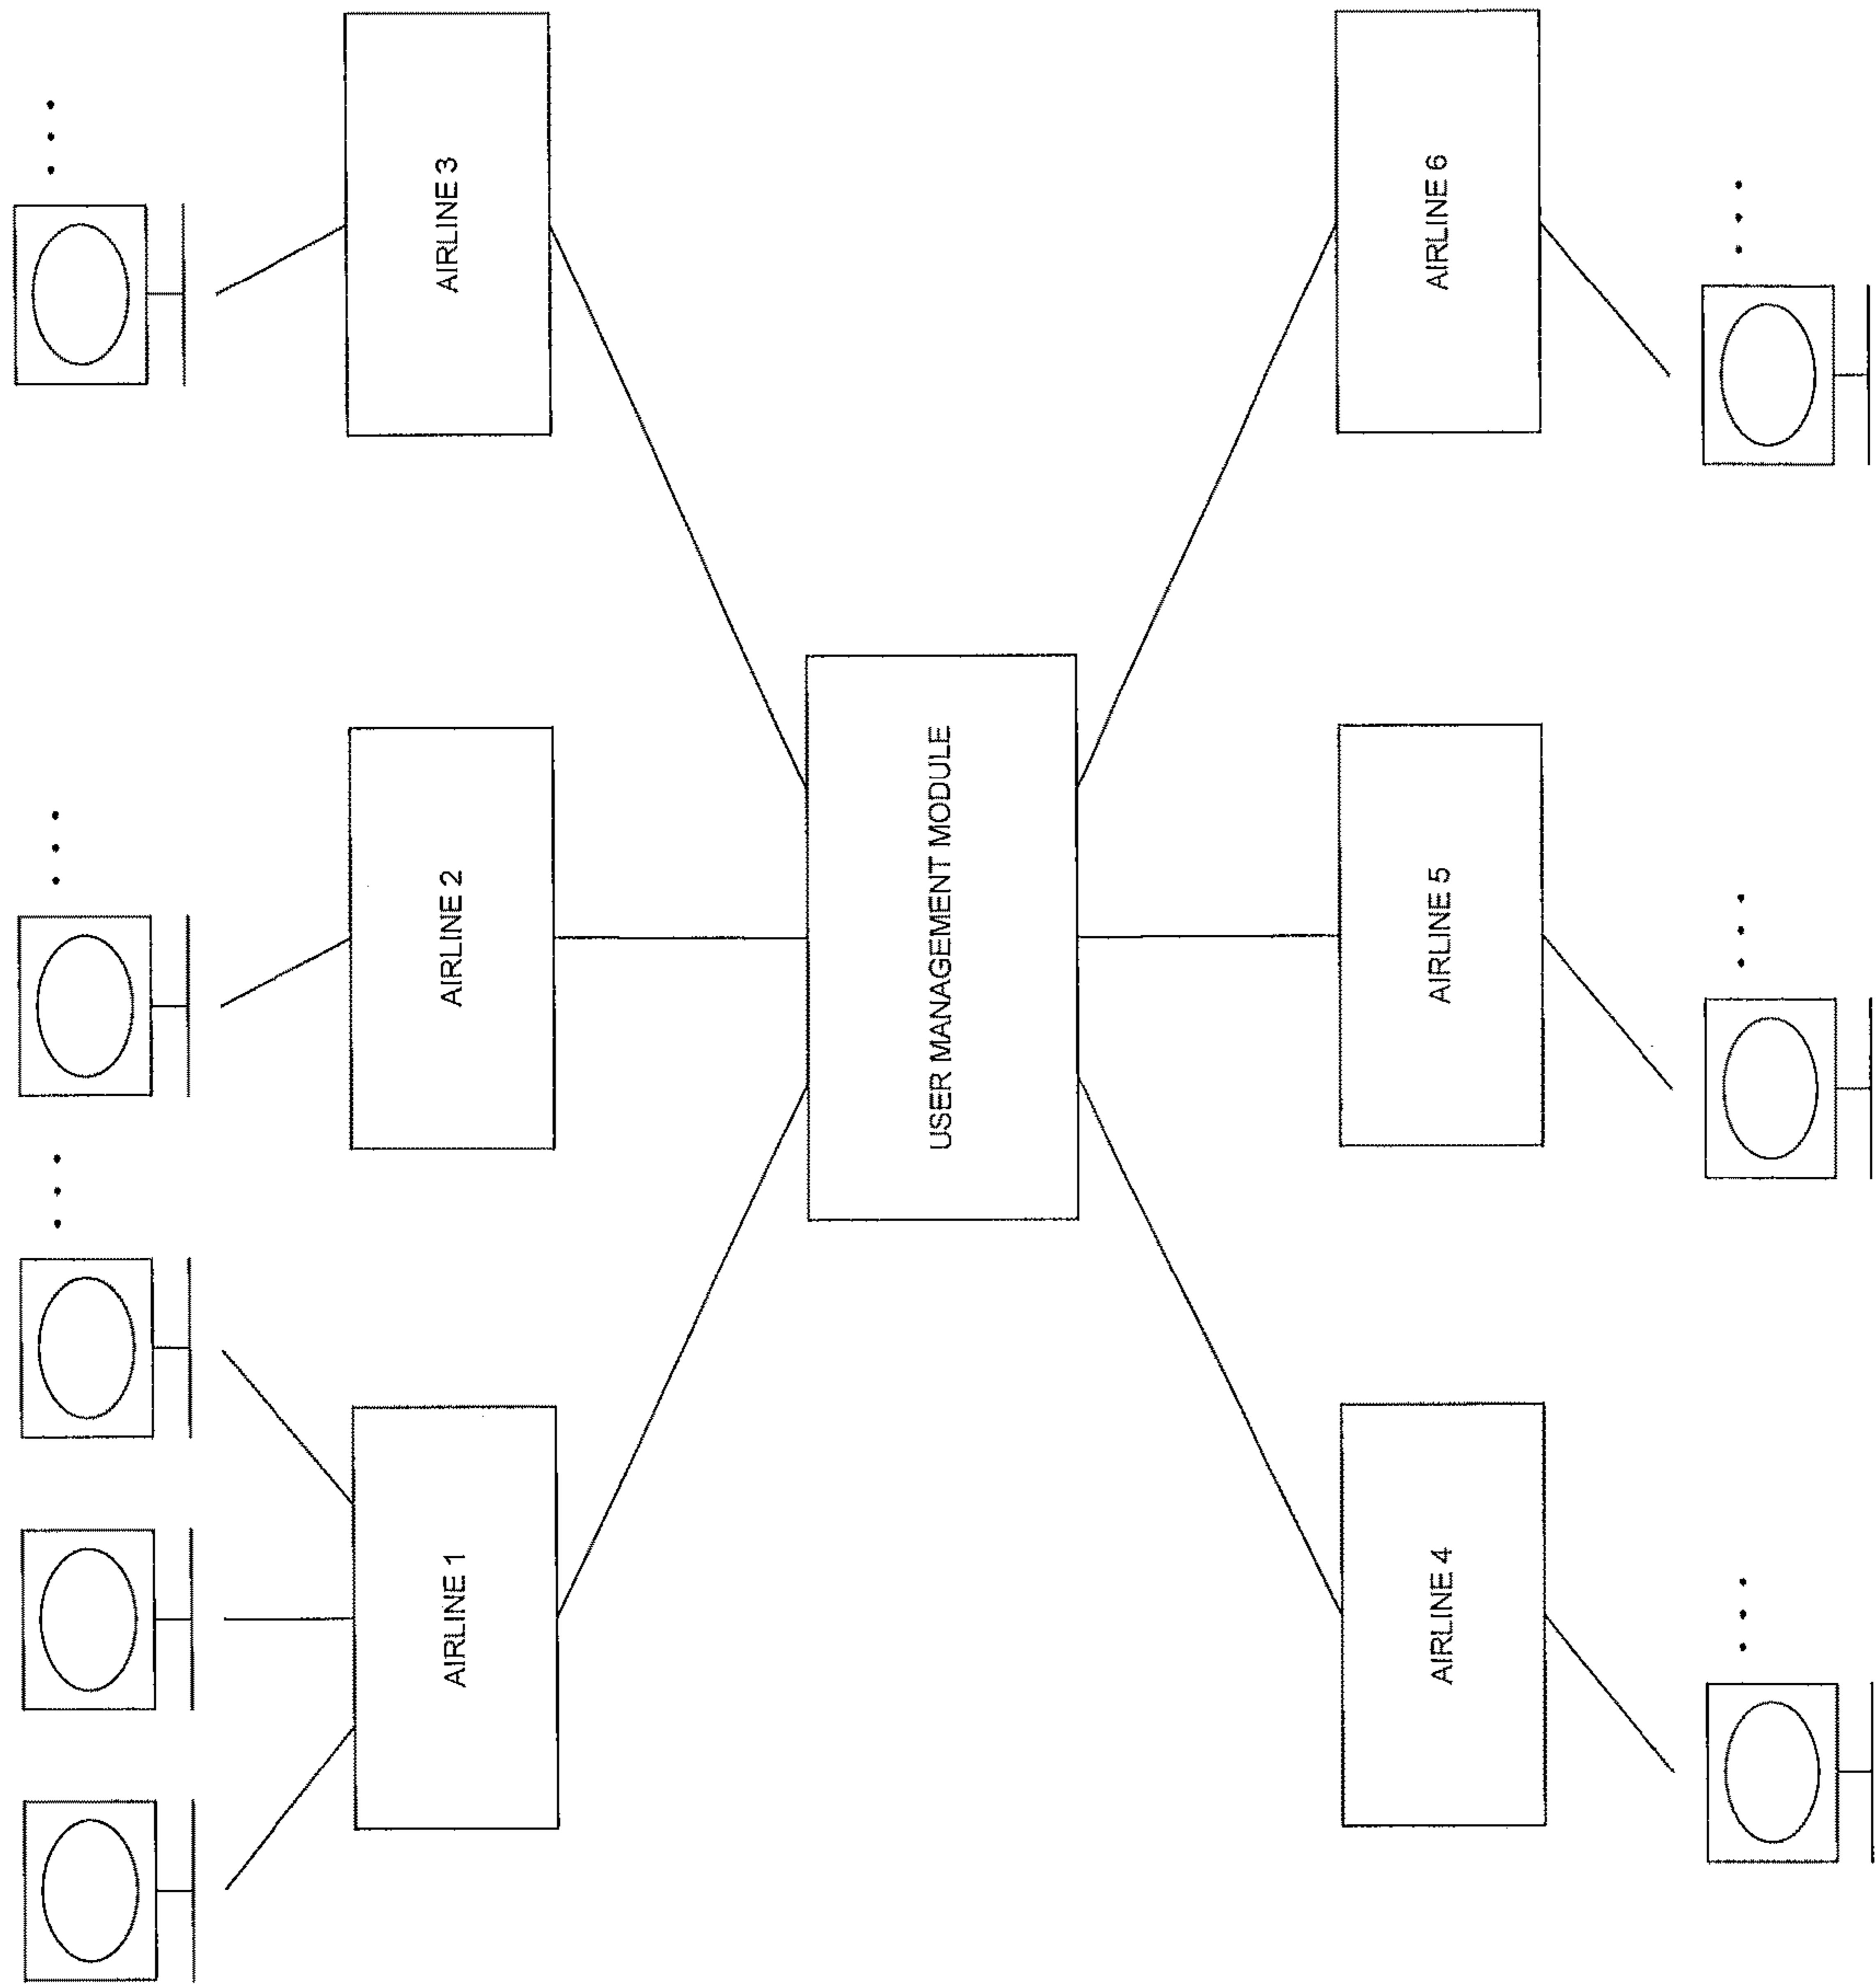 AIRLINE 1
AIRLINE 2
AIRLINE 3
USER MANAGEMENT MODULE
AIRLINE 4
AIRLINE 5
AIRLINE 6